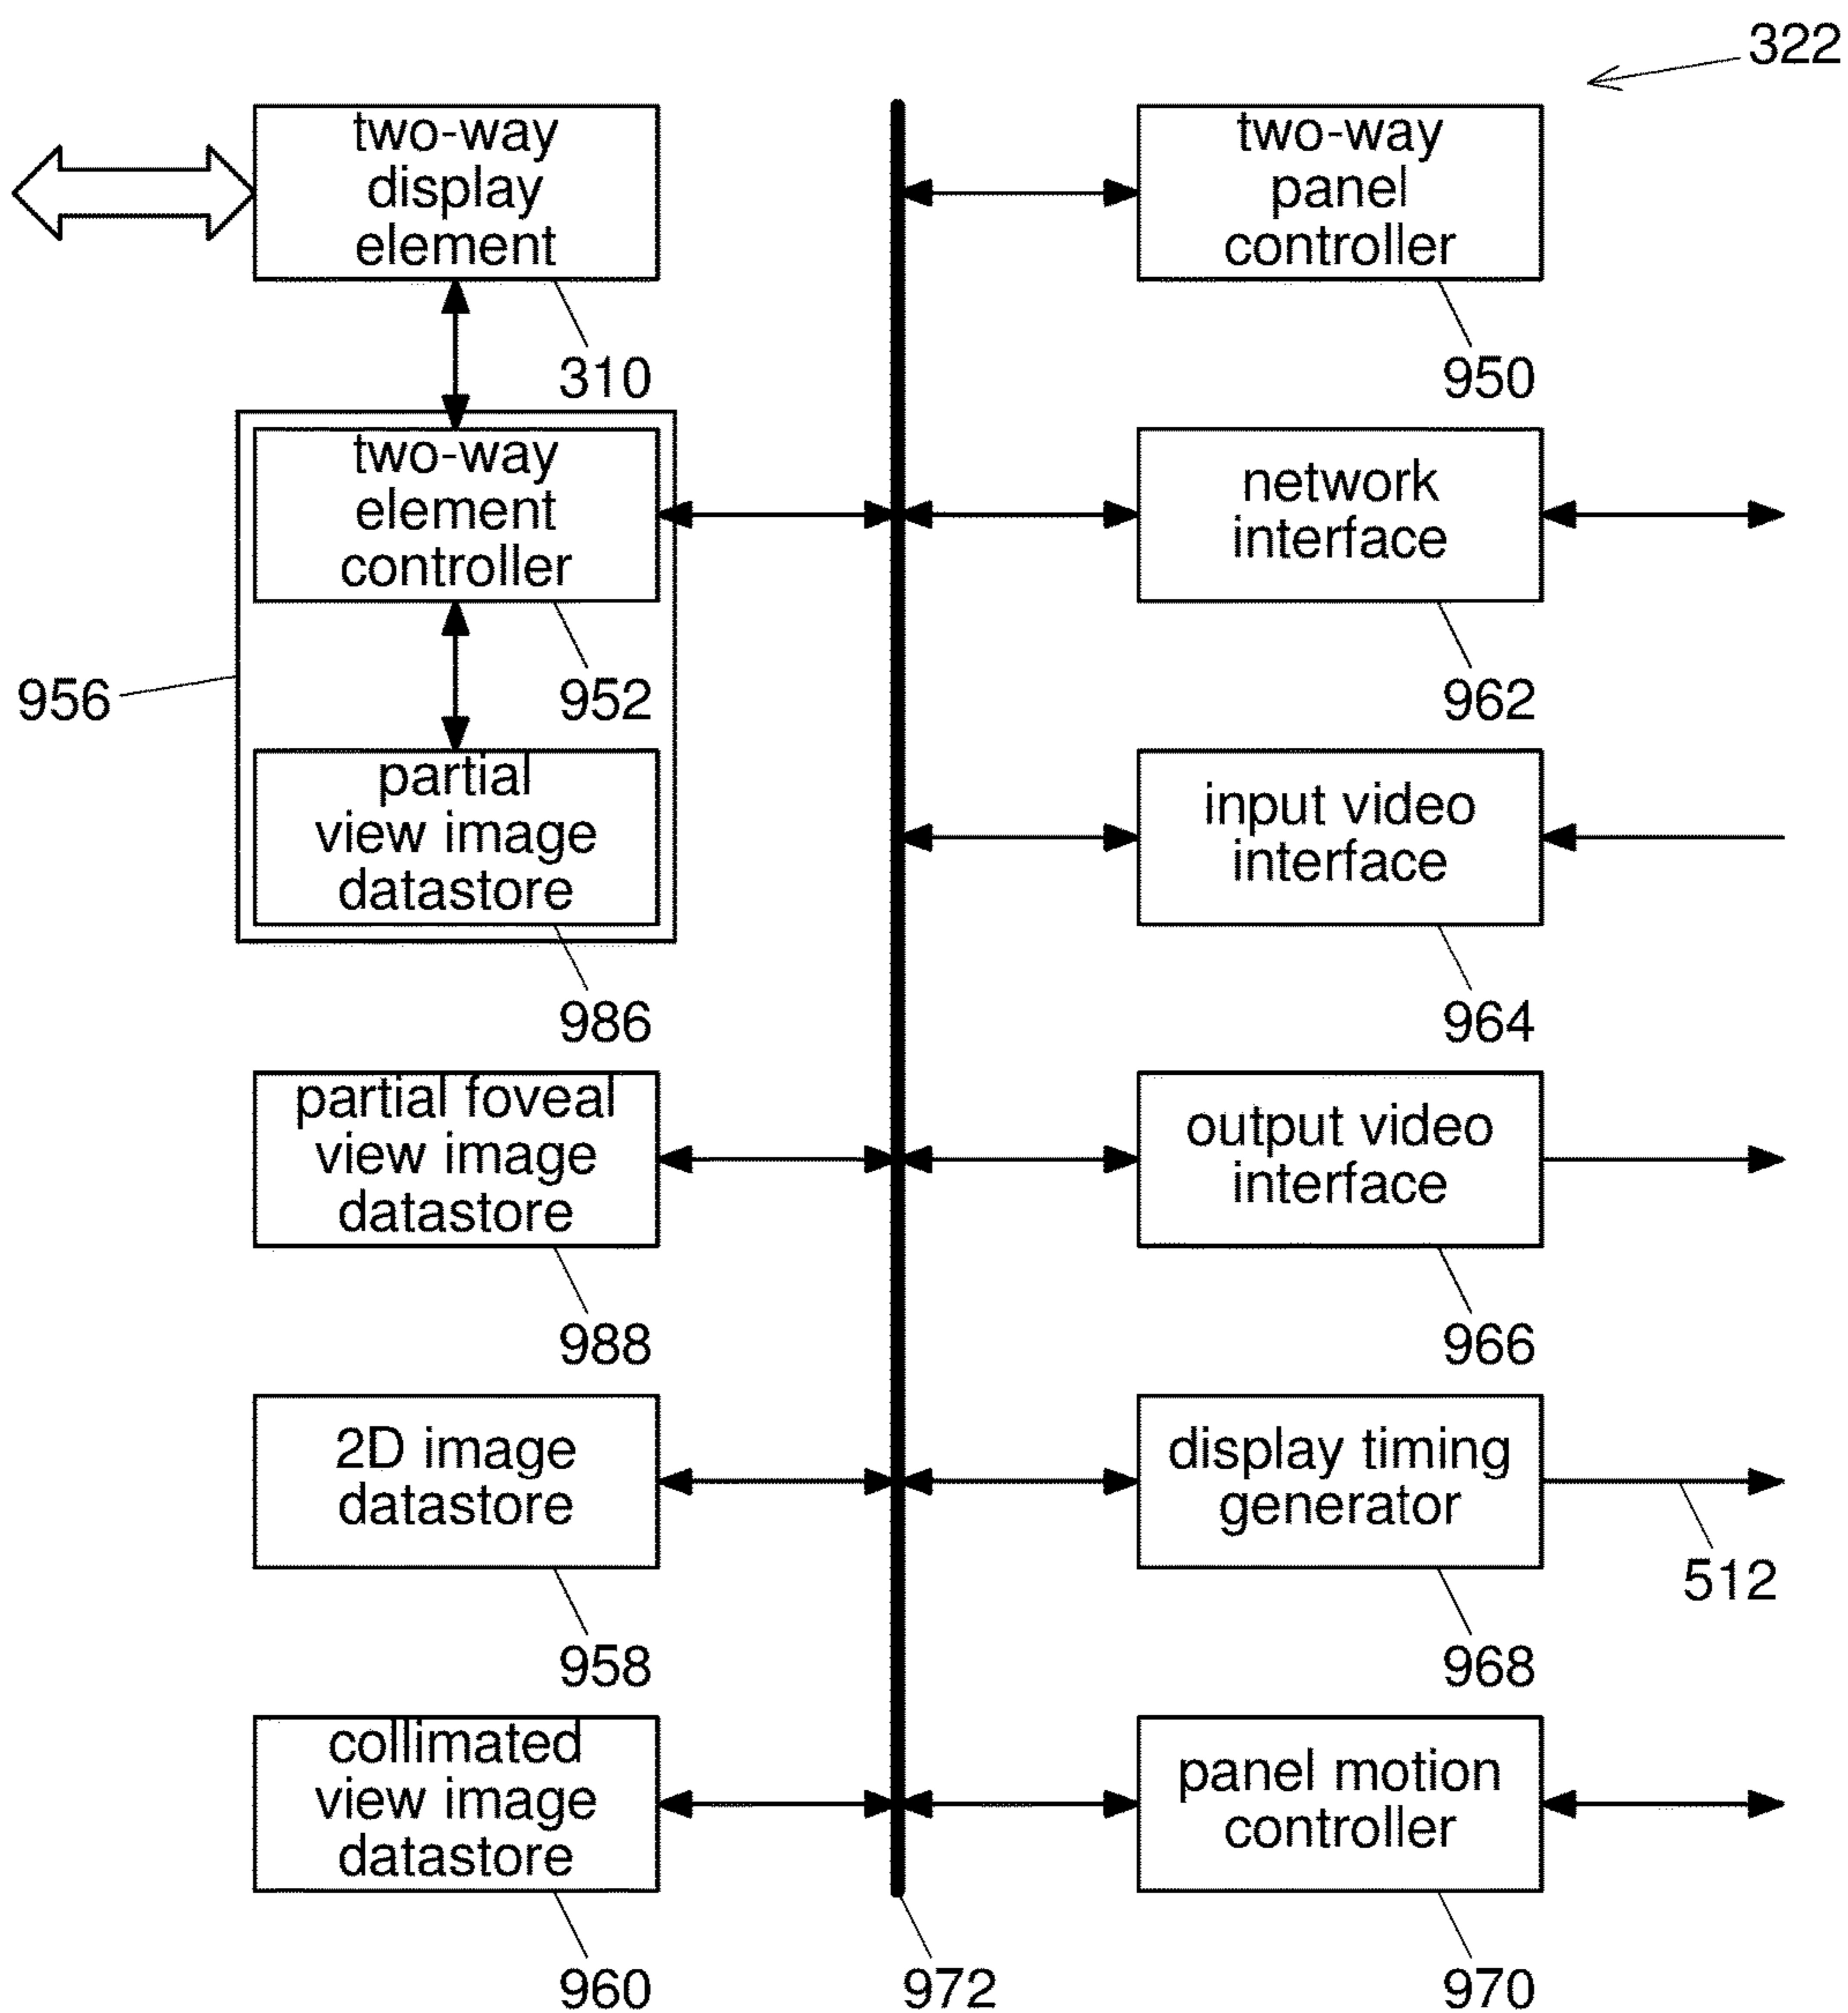 322
two-way
display
element
310
two-way
panel
controller
950
two-way
element
controller
952
956
network
interface
962
partial
view image
datastore
986
input video
interface
964
partial foveal
view image
datastore
988
output video
interface
966
2D image
datastore
958
display timing
generator
968
512
collimated
view image
datastore
960
972
panel motion
controller
970